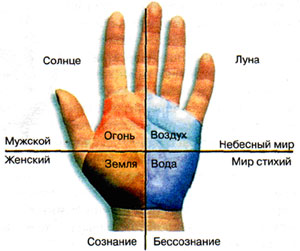 Солнце
Луна
Огонь
Воздух
Мужской
Небесный мир
Женский
Земля
Вода
Мир стихий
Сознание
Бессознание